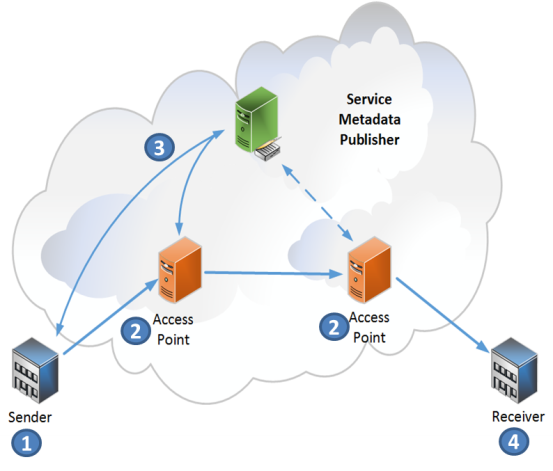 Service
Metadata
Publisher
3
2
Access
Point
2
Access
Point
Sender
1
Receiver
4